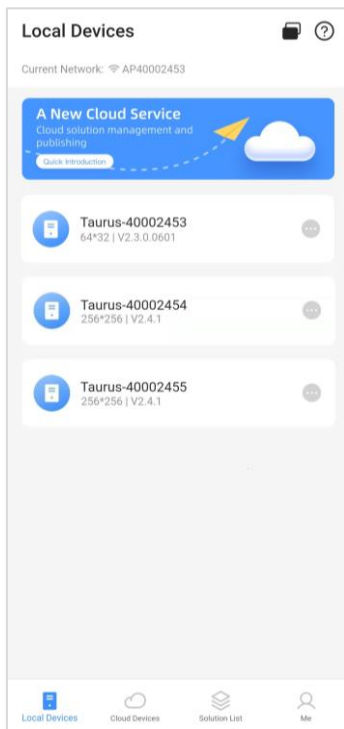 Local Devices
Current Network: AP40002453
A New Cloud Service
Cloud solution management and
publishing
Quick Introduction
Taurus-40002453
64*32 | V2.3.0.0601
Taurus-40002454
256*256 | V2.4.1
Taurus-40002455
256*256 | V2.4.1
Local Devices
Cloud Devices
Solution List
Me